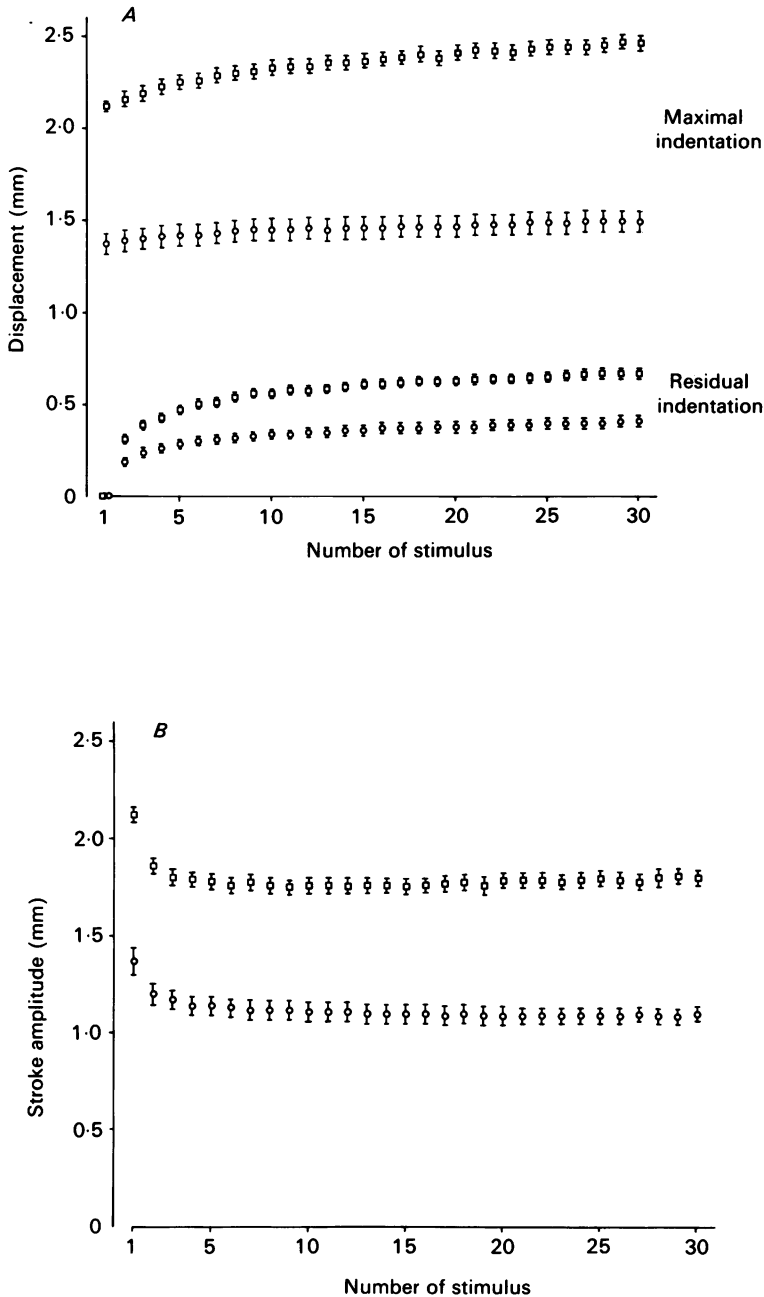 A
2·5
2·0
1·5
1·0
0·5
0
Displacement (mm)
Maximal
indentation
Residual
indentation
1 5 10 15 20 25 30
Number of stimulus
B
2·5
2·0
1·5
1·0
0·5
0
Stroke amplitude (mm)
1 5 10 15 20 25 30
Number of stimulus